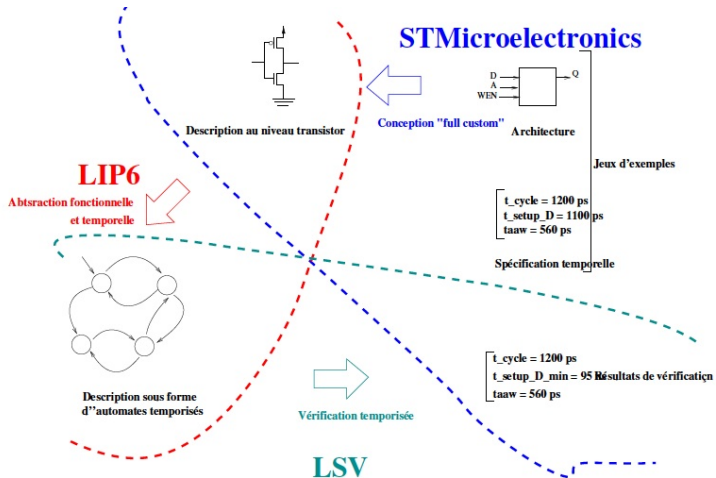 STMicroelectronics
D
A
WEN
Q
Description au niveau transistor
Conception "full custom"
Architecture
Jeux d'exemples
LIP6
Abtsraction fonctionnelle
et temporelle
t_cycle = 1200 ps
t_setup_D = 1100 ps
taaw = 560 ps
Spécification temporelle
t_cycle = 1200 ps
t_setup_D_min = 95
Résultats de vérification
taaw = 560 ps
Description sous forme
d''automates temporisés
Vérification temporisée
LSV